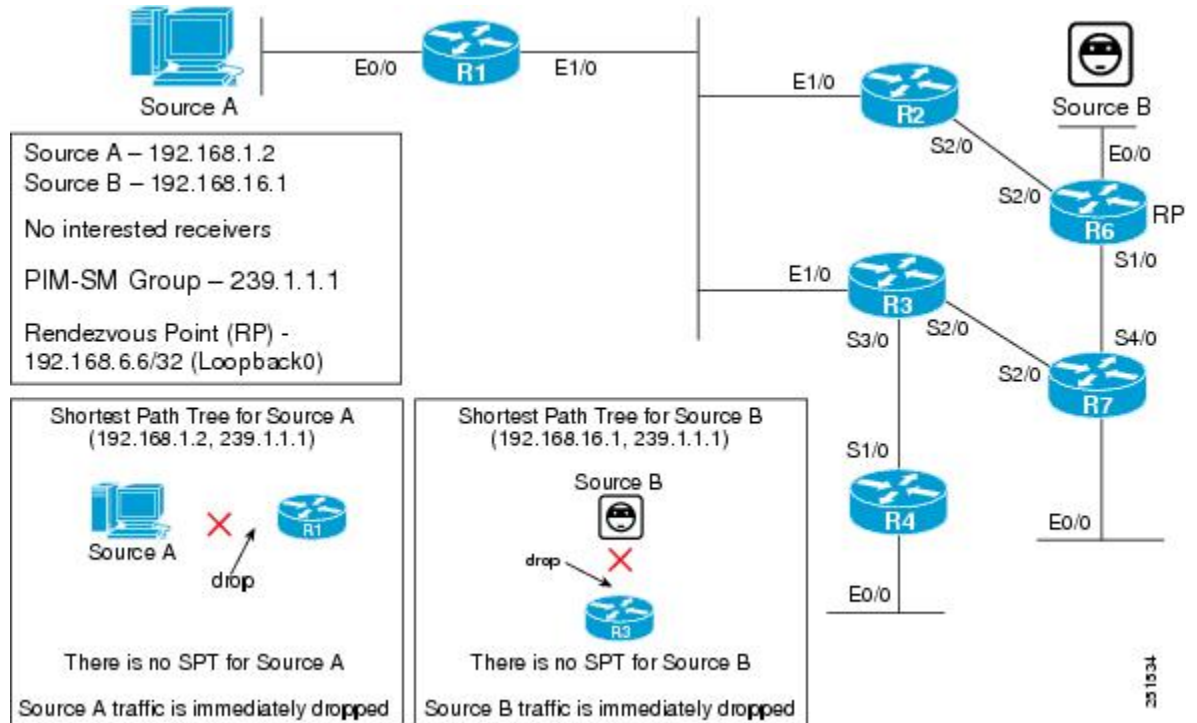 Source A
E0/0
R1
E1/0
E1/0
R2
S2/0
Source B
E0/0
S2/0
R6
RP
S1/0
E1/0
R3
S3/0
S2/0
S4/0
S2/0
R7
S1/0
R4
E0/0
E0/0
Source A – 192.168.1.2
Source B – 192.168.16.1
No interested receivers
PIM-SM Group – 239.1.1.1
Rendezvous Point (RP) -
192.168.6.6/32 (Loopback0)
Shortest Path Tree for Source A
(192.168.1.2, 239.1.1.1)
Source A
R1
drop
There is no SPT for Source A
Source A traffic is immediately dropped
Shortest Path Tree for Source B
(192.168.16.1, 239.1.1.1)
Source B
drop
R3
There is no SPT for Source B
Source B traffic is immediately dropped
251534